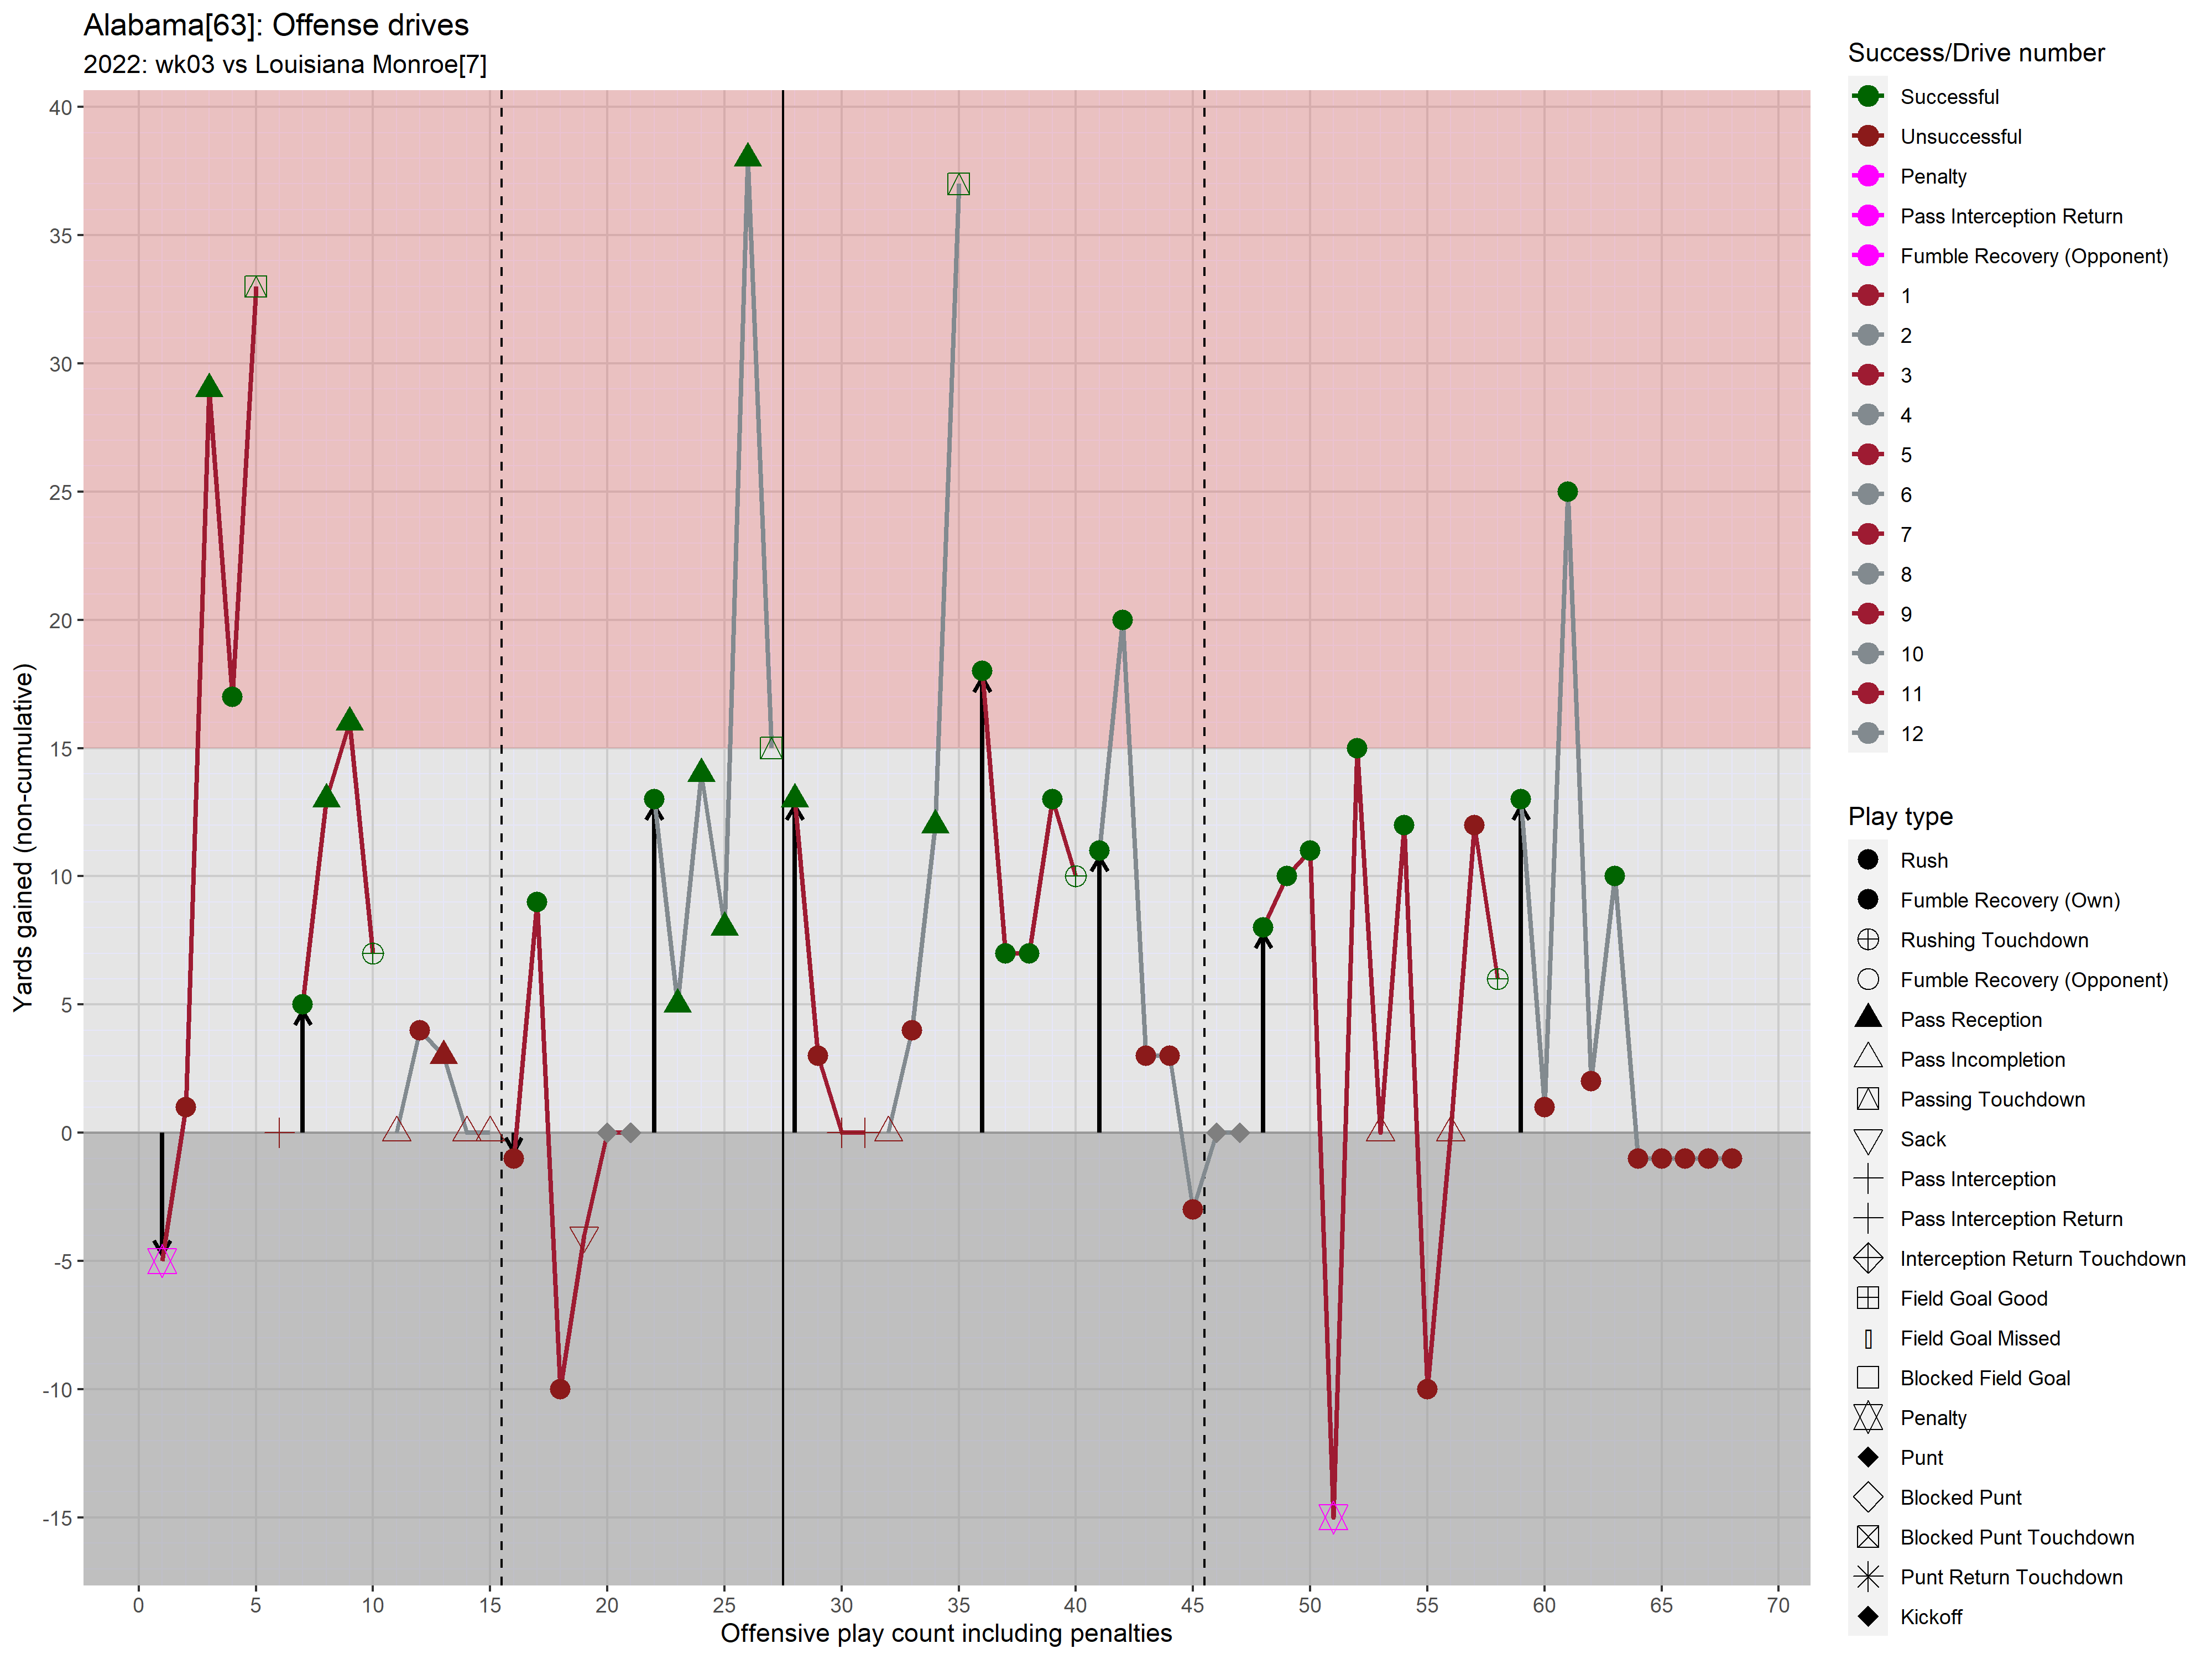 Alabama[63]: Offense drives
2022: wk03 vs Louisiana Monroe[7]
Yards gained (non-cumulative)
40
35
30
25
20
15
10
5
0
-5
-10
-15
0 5 10 15 20 25 30 35 40 45 50 55 60 65 70
Offensive play count including penalties
Success/Drive number
Successful
Unsuccessful
Penalty
Pass Interception Return
Fumble Recovery (Opponent)
1
2
3
4
5
6
7
8
9
10
11
12
Play type
Rush
Fumble Recovery (Own)
Rushing Touchdown
Fumble Recovery (Opponent)
Pass Reception
Pass Incompletion
Passing Touchdown
Sack
Pass Interception
Pass Interception Return
Interception Return Touchdown
Field Goal Good
Field Goal Missed
Blocked Field Goal
Penalty
Punt
Blocked Punt
Blocked Punt Touchdown
Punt Return Touchdown
Kickoff